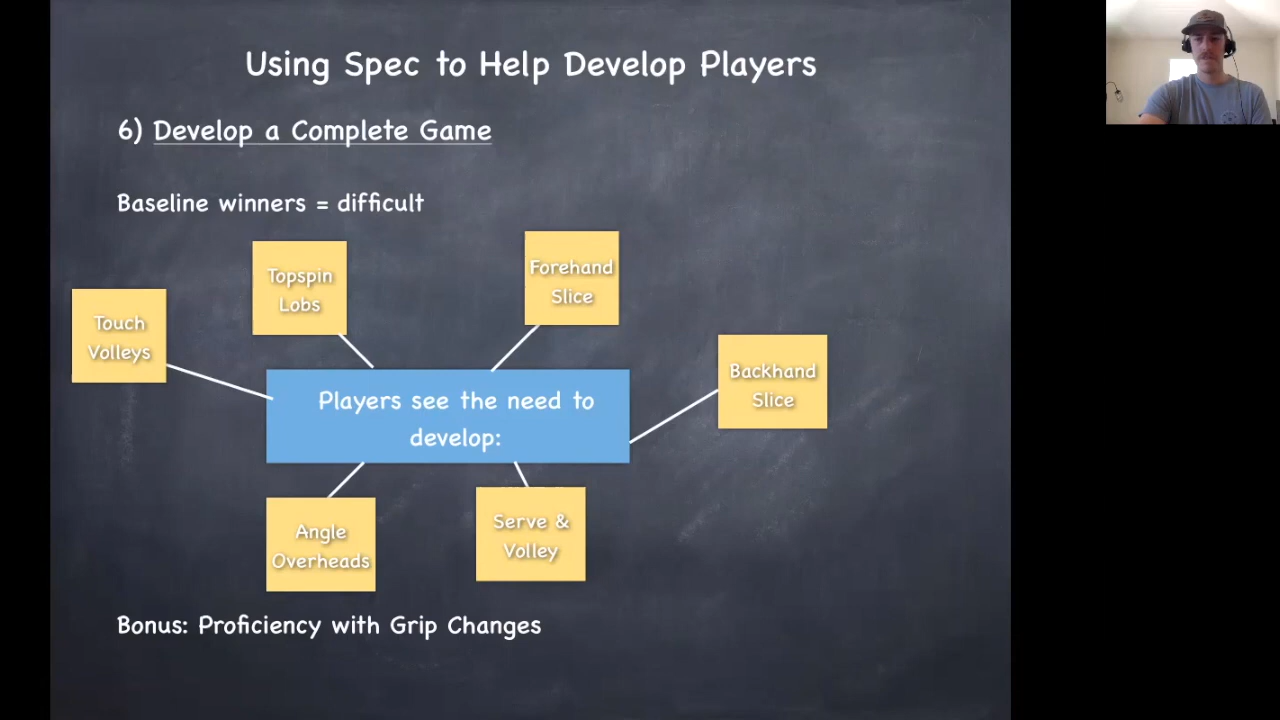 Using Spec to Help Develop Players
6) Develop a Complete Game
Baseline winners = difficult
Topspin
Lobs
Forehand
Slice
Touch
Volleys
Backhand
Slice
Players see the need to
develop:
Angle
Overheads
Serve &
Volley
Bonus: Proficiency with Grip Changes